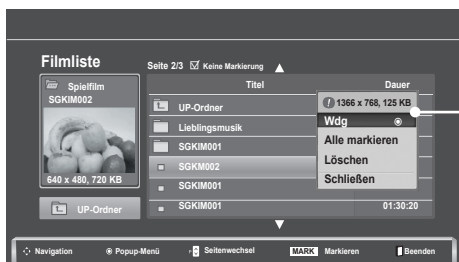 Filmliste
Seite 2/3 Keine Markierung
Spielfilm
SGKIM002
640 x 480, 720 KB
UP-Ordner
Titel
Dauer
UP-Ordner
Lieblingsmusik
SGKIM001
SGKM002
SGKIM001
SGKIM001
01:30:20
1366 x 768, 125 KB
Wdg
Alle markieren
Löschen
Schließen
Navigation
Popup-Menü
Seitenwechsel
MARK Markieren
Beenden